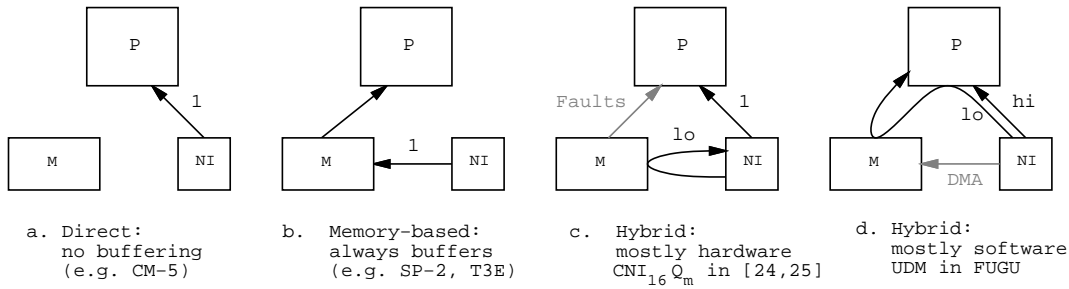 P
1
M
NI
a. Direct:
no buffering
(e.g. CM-5)
P
1
M
NI
b. Memory-based:
always buffers
(e.g. SP-2, T3E)
P
Faults
1
lo
M
NI
c. Hybrid:
mostly hardware
CNI16Qm in [24,25]
P
hi
lo
M
NI
DMA
d. Hybrid:
mostly software
UDM in FUGU